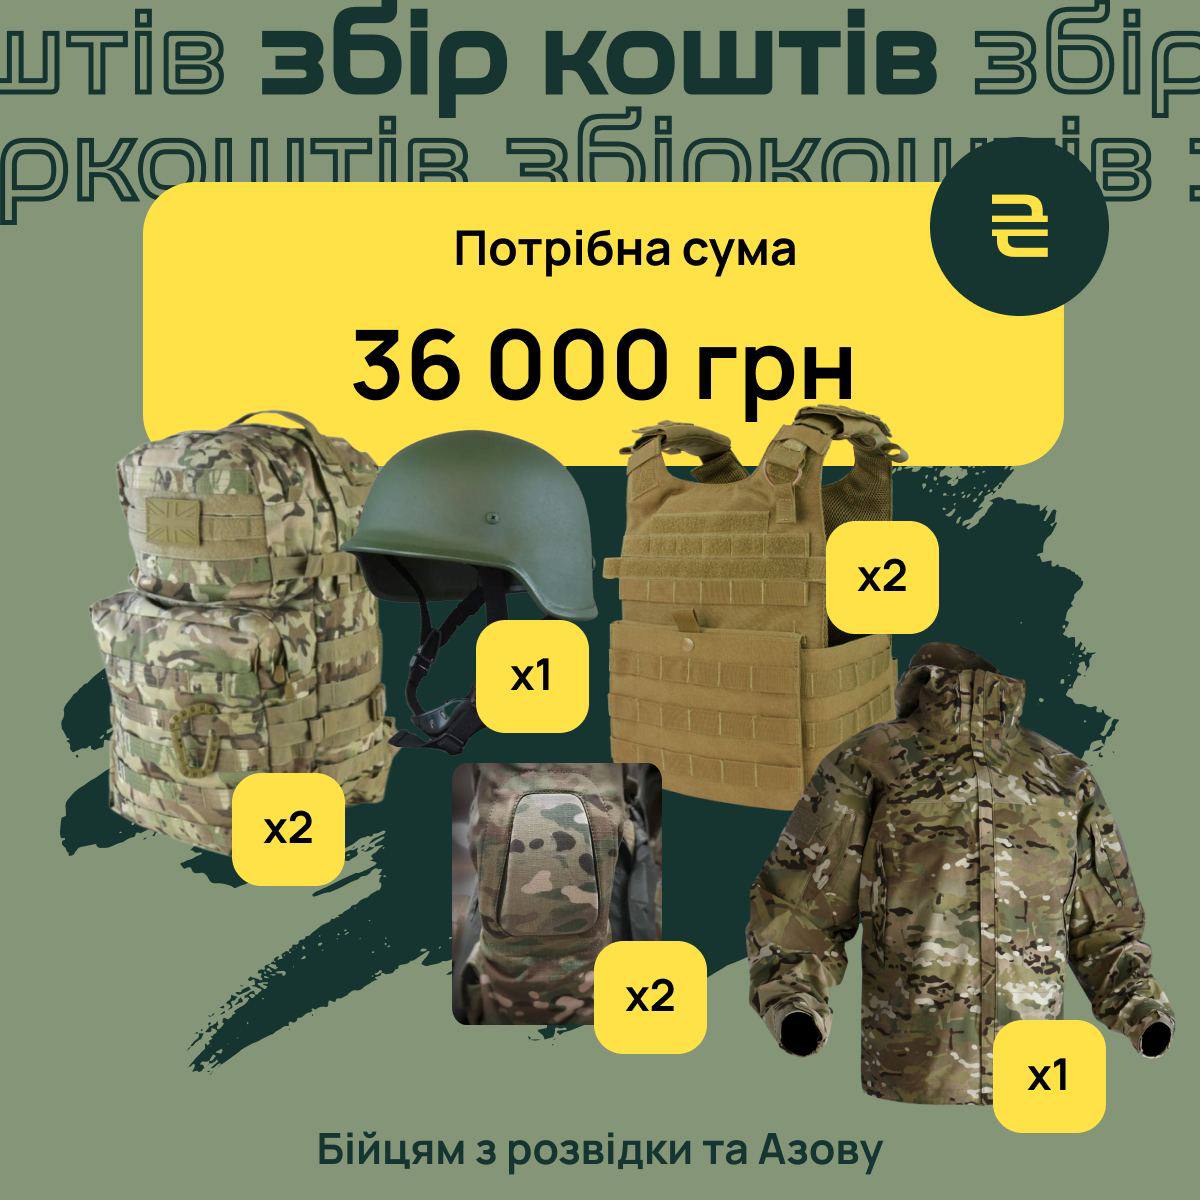 штів збір коштів збір
ркоштів збіркоштів з
Потрібна сума
₴
36 000 грн
x2
x1
x2
x2
x1
Бійцям з розвідки та Азову